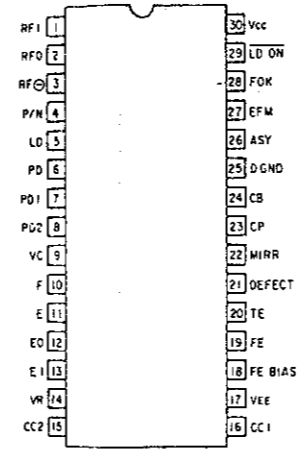 RF I 1 30 Vcc
RFO 2 29 LD ON
RF⊖ 3 28 FOK
P/N 4 27 EFM
LD 5 26 ASY
PD 6 25 DGND
PD1 7 24 CB
PD2 8 23 CP
VC 9 22 MIRR
F 10 21 DEFECT
E 11 20 TE
EO 12 19 FE
E I 13 18 FE BIAS
VR 14 17 VEE
CC2 15 16 CC1